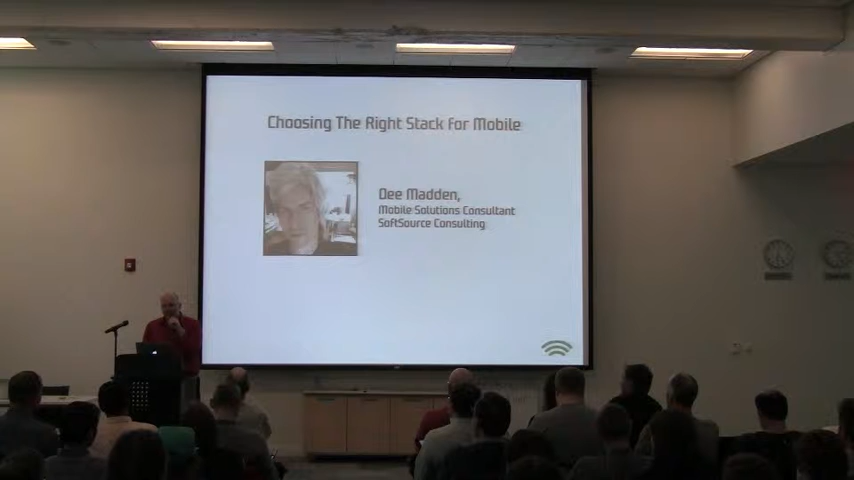 Choosing The Right Stack For Mobile
Dee Madden,
Mobile Solutions Consultant
SoftSource Consulting